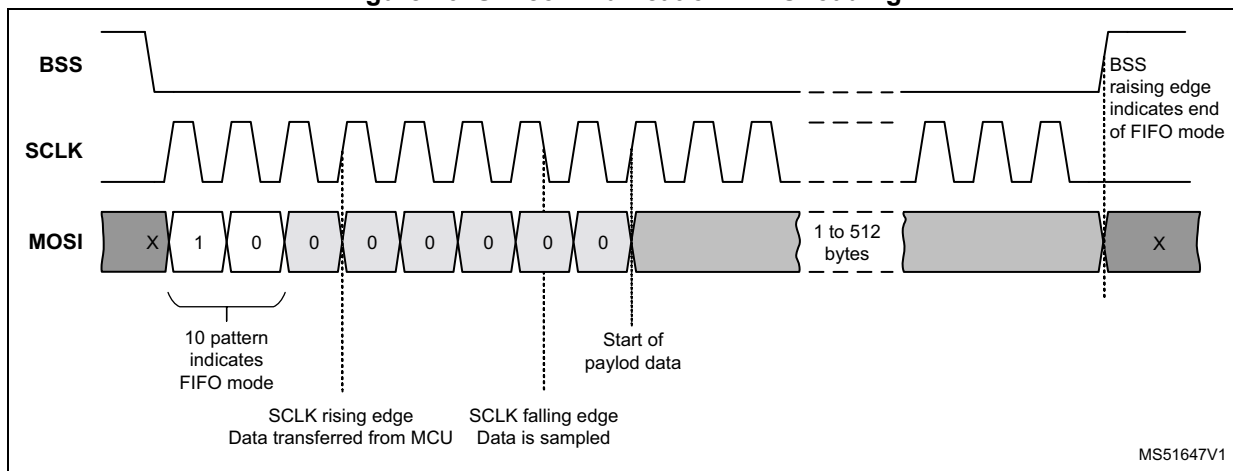 BSS
BSS
raising edge
indicates end
of FIFO mode
SCLK
MOSI
X 1 0 0 0 0 0 0 0
1 to 512
bytes
X
10 pattern
indicates
FIFO mode
Start of
paylod data
SCLK rising edge
Data transferred from MCU
SCLK falling edge
Data is sampled
MS51647V1